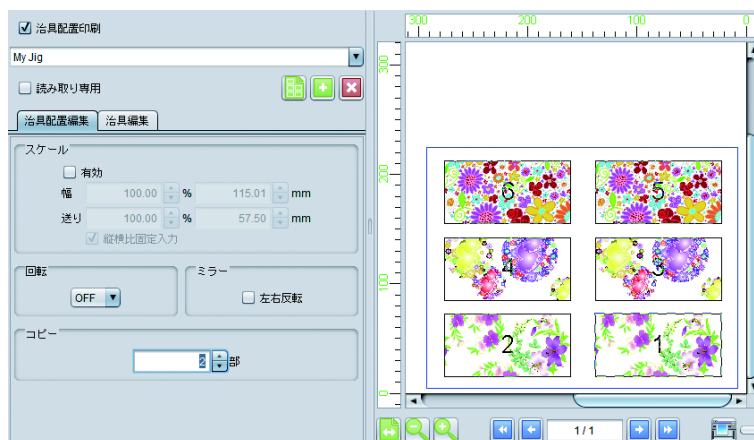 治具配置印刷
My Jig
読み取り専用
治具配置編集 治具編集
スケール
有効
幅 100.00 % 115.01 mm
送り 100.00 % 57.50 mm
縦横比固定入力
回転 ミラー
OFF 左右反転
コピー
2 部
300 200 100 0
300
200
100
0
6 5
4 3
2 1
1/1